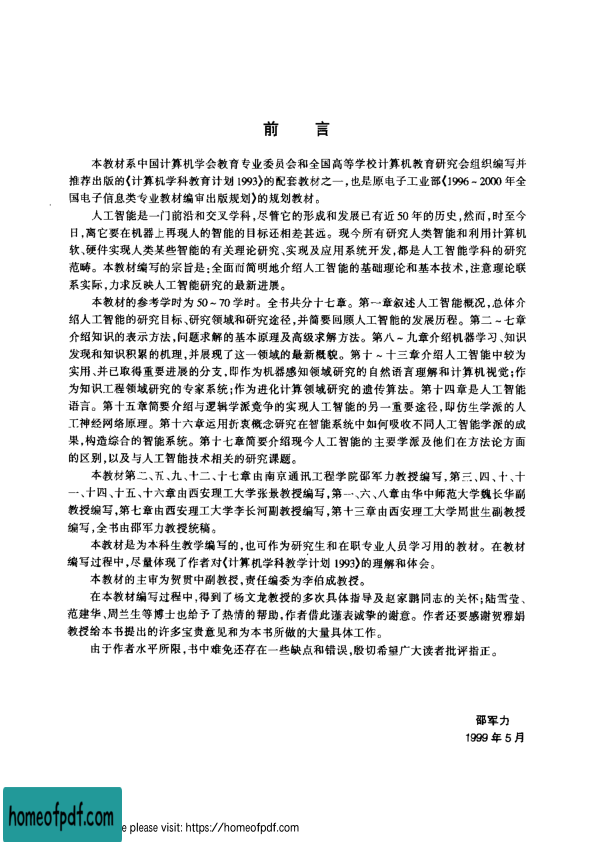 前 言
本教材系中国计算机学会教育专业委员会和全国高等学校计算机教育研究会组织编写并
推荐出版的《计算机学科教育计划1993》的配套教材之一,也是原电子工业部《1996~2000年全
国电子信息类专业教材编审出版规划》的规划教材。
人工智能是一门前沿和交叉学科,尽管它的形成和发展已有近50年的历史,然而,时至今
日,离它要在机器上再现人的智能的目标还相差甚远。现今所有研究人类智能和利用计算机
软、硬件实现人类某些智能的有关理论研究、实现及应用系统开发,都是人工智能学科的研究
范畴。本教材编写的宗旨是:全面而简明地介绍人工智能的基础理论和基本技术,注意理论联
系实际,力求反映人工智能研究的最新进展。
本教材的参考学时为50~70学时。全书共分十七章。第一章叙述人工智能概况,总体介
绍人工智能的研究目标、研究领域和研究途径,并简要回顾人工智能的发展历程。第二~七章
介绍知识的表示方法,问题求解的基本原理及高级求解方法。第八~九章介绍机器学习、知识
发现和知识积累的机理,并展现了这一领域的最新概貌。第十~十三章介绍人工智能中较为
实用、并已取得重要进展的分支,即作为机器感知领域研究的自然语言理解和计算机视觉;作
为知识工程领域研究的专家系统;作为进化计算领域研究的遗传算法。第十四章是人工智能
语言。第十五章简要介绍与逻辑学派竞争的实现人工智能的另一重要途径,即仿生学派的人
工神经网络原理。第十六章运用折衷概念研究在智能系统中如何吸收不同人工智能学派的成
果,构造综合的智能系统。第十七章简要介绍现今人工智能的主要学派及他们在方法论方面
的区别,以及与人工智能技术相关的研究课题。
本教材第二、五、九、十二、十七章由南京通讯工程学院邵军力教授编写,第三、四、十、十
一、十四、十五、十六章由西安理工大学张景教授编写,第一、六、八章由华中师范大学魏长华副
教授编写,第七章由西安理工大学李长河副教授编写,第十三章由西安理工大学周世生副教授
编写,全书由邵军力教授统稿。
本教材是为本科生教学编写的,也可作为研究生和在职专业人员学习用的教材。在教材
编写过程中,尽量体现了作者对《计算机学科教学计划1993》的理解和体会。
本教材的主审为贺贯中副教授,责任编委为李伯成教授。
在本教材编写过程中,得到了杨文龙教授的多次具体指导及赵家鹏同志的关怀;陆雪莹、
范建华、周兰生等博士也给予了热情的帮助,作者借此谨表诚挚的谢意。作者还要感谢贺雅娟
教授给本书提出的许多宝贵意见和为本书所做的大量具体工作。
由于作者水平所限,书中难免还存在一些缺点和错误,殷切希望广大读者批评指正。
邵军力
1999年5月
homeofpdf.com
e please visit: https://homeofpdf.com